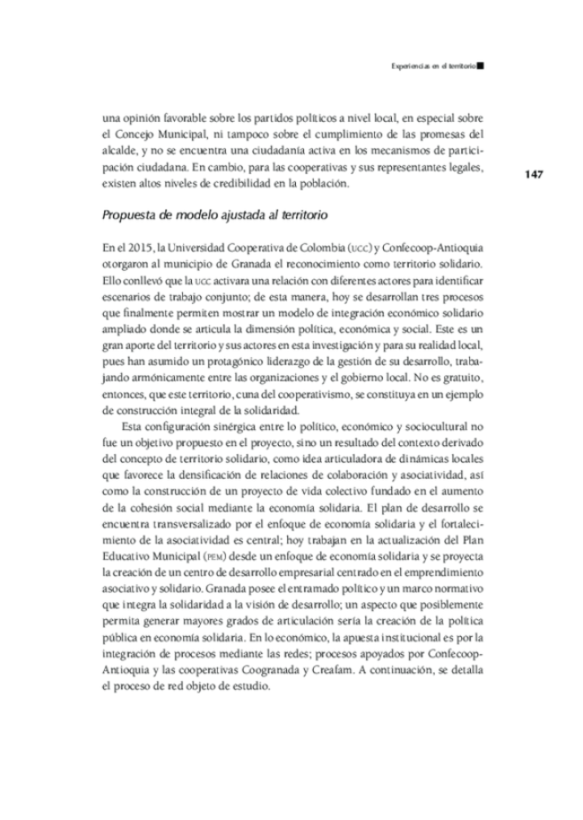 Experiencias en el territorio
147
una opinión favorable sobre los partidos políticos a nivel local, en especial sobre
el Concejo Municipal, ni tampoco sobre el cumplimiento de las promesas del
alcalde, y no se encuentra una ciudadanía activa en los mecanismos de partici-
pación ciudadana. En cambio, para las cooperativas y sus representantes legales,
existen altos niveles de credibilidad en la población.
Propuesta de modelo ajustada al territorio
En el 2015, la Universidad Cooperativa de Colombia (UCC) y Confecoop-Antioquia
otorgaron al municipio de Granada el reconocimiento como territorio solidario.
Ello conllevó que la UCC activara una relación con diferentes actores para identificar
escenarios de trabajo conjunto; de esta manera, hoy se desarrollan tres procesos
que finalmente permiten mostrar un modelo de integración económico solidario
ampliado donde se articula la dimensión política, económica y social. Este es un
gran aporte del territorio y sus actores en esta investigación y para su realidad local,
pues han asumido un protagónico liderazgo de la gestión de su desarrollo, traba-
jando armónicamente entre las organizaciones y el gobierno local. No es gratuito,
entonces, que este territorio, cuna del cooperativismo, se constituya en un ejemplo
de construcción integral de la solidaridad.
Esta configuración sinérgica entre lo político, económico y sociocultural no
fue un objetivo propuesto en el proyecto, sino un resultado del contexto derivado
del concepto de territorio solidario, como idea articuladora de dinámicas locales
que favorece la densificación de relaciones de colaboración y asociatividad, así
como la construcción de un proyecto de vida colectivo fundado en el aumento
de la cohesión social mediante la economía solidaria. El plan de desarrollo se
encuentra transversalizado por el enfoque de economía solidaria y el fortaleci-
miento de la asociatividad es central; hoy trabajan en la actualización del Plan
Educativo Municipal (PEM) desde un enfoque de economía solidaria y se proyecta
la creación de un centro de desarrollo empresarial centrado en el emprendimiento
asociativo y solidario. Granada posee el entramado político y un marco normativo
que integra la solidaridad a la visión de desarrollo; un aspecto que posiblemente
permita generar mayores grados de articulación sería la creación de la política
pública en economía solidaria. En lo económico, la apuesta institucional es por la
integración de procesos mediante las redes; procesos apoyados por Confecoop-
Antioquia y las cooperativas Coogranada y Creafam. A continuación, se detalla
el proceso de red objeto de estudio.